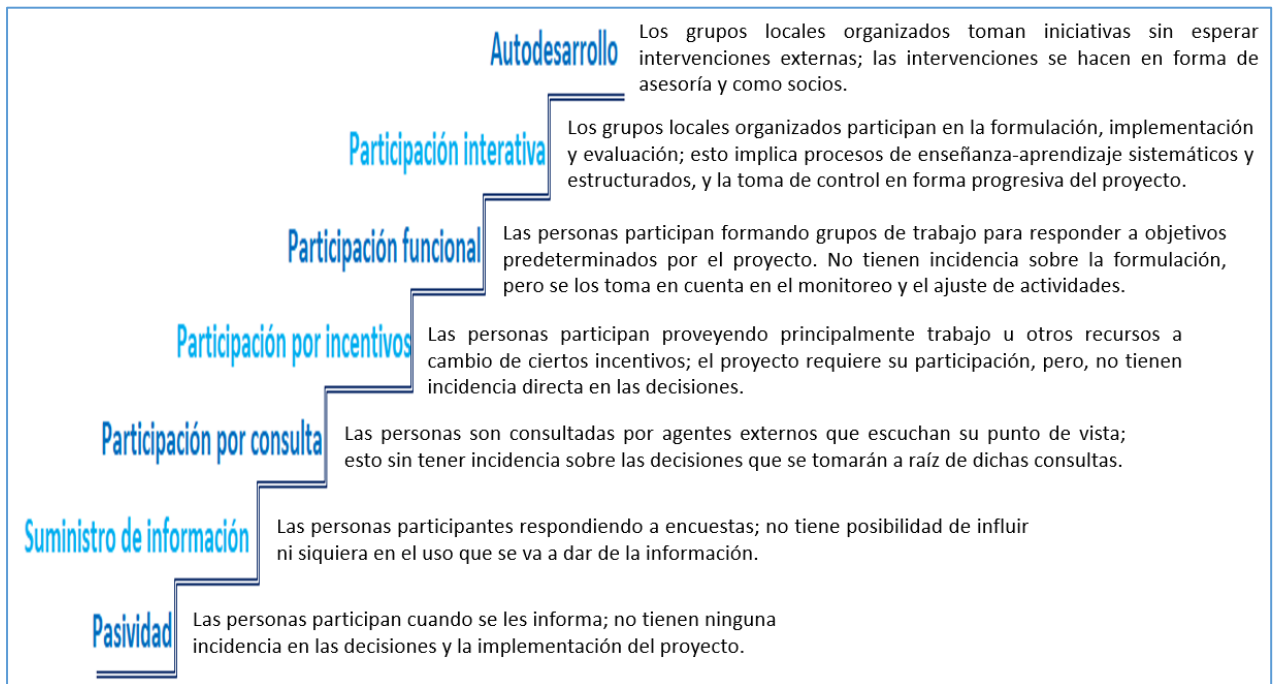 Autodesarrollo
Los grupos locales organizados toman iniciativas sin esperar
intervenciones externas; las intervenciones se hacen en forma de
asesoría y como socios.
Participación interativa
Los grupos locales organizados participan en la formulación, implementación
y evaluación; esto implica procesos de enseñanza-aprendizaje sistemáticos y
estructurados, y la toma de control en forma progresiva del proyecto.
Participación funcional
Las personas participan formando grupos de trabajo para responder a objetivos
predeterminados por el proyecto. No tienen incidencia sobre la formulación,
pero se los toma en cuenta en el monitoreo y el ajuste de actividades.
Participación por incentivos
Las personas participan proveyendo principalmente trabajo u otros recursos a
cambio de ciertos incentivos; el proyecto requiere su participación, pero, no tienen
incidencia directa en las decisiones.
Participación por consulta
Las personas son consultadas por agentes externos que escuchan su punto de vista;
esto sin tener incidencia sobre las decisiones que se tomarán a raíz de dichas consultas.
Suministro de información
Las personas participantes respondiendo a encuestas; no tiene posibilidad de influir
ni siquiera en el uso que se va a dar de la información.
Pasividad
Las personas participan cuando se les informa; no tienen ninguna
incidencia en las decisiones y la implementación del proyecto.